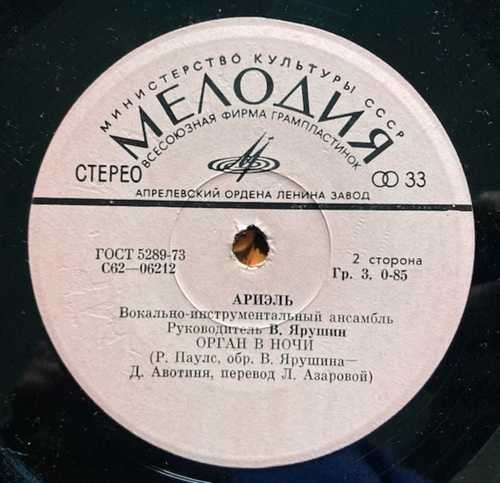 МИНИСТЕРСТВО КУЛЬТУРЫ СССР
МЕЛОДИЯ
ВСЕСОЮЗНАЯ ФИРМА ГРАМПЛАСТИНОК
СТЕРЕО 33
АПРЕЛЕВСКИЙ ОРДЕНА ЛЕНИНА ЗАВОД
ГОСТ 5289-73
С62—06212
2 сторона
Гр. 3. 0-85
АРИЭЛЬ
Вокально-инструментальный ансамбль
Руководитель В. Ярушин
ОРГАН В НОЧИ
(Р. Паулс, обр. В. Ярушина—
Д. Авотиня, перевод Л. Азаровой)